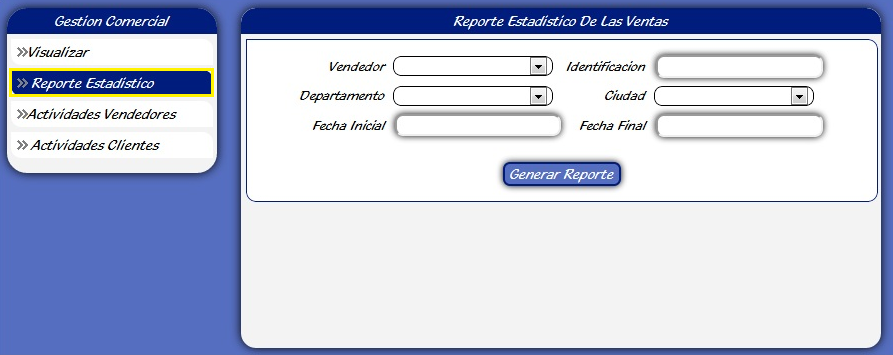 Gestion Comercial
Visualizar
Reporte Estadistico
Actividades Vendedores
Actividades Clientes
Reporte Estadistico De Las Ventas
Vendedor Identificacion
Departamento Ciudad
Fecha Inicial Fecha Final
Generar Reporte